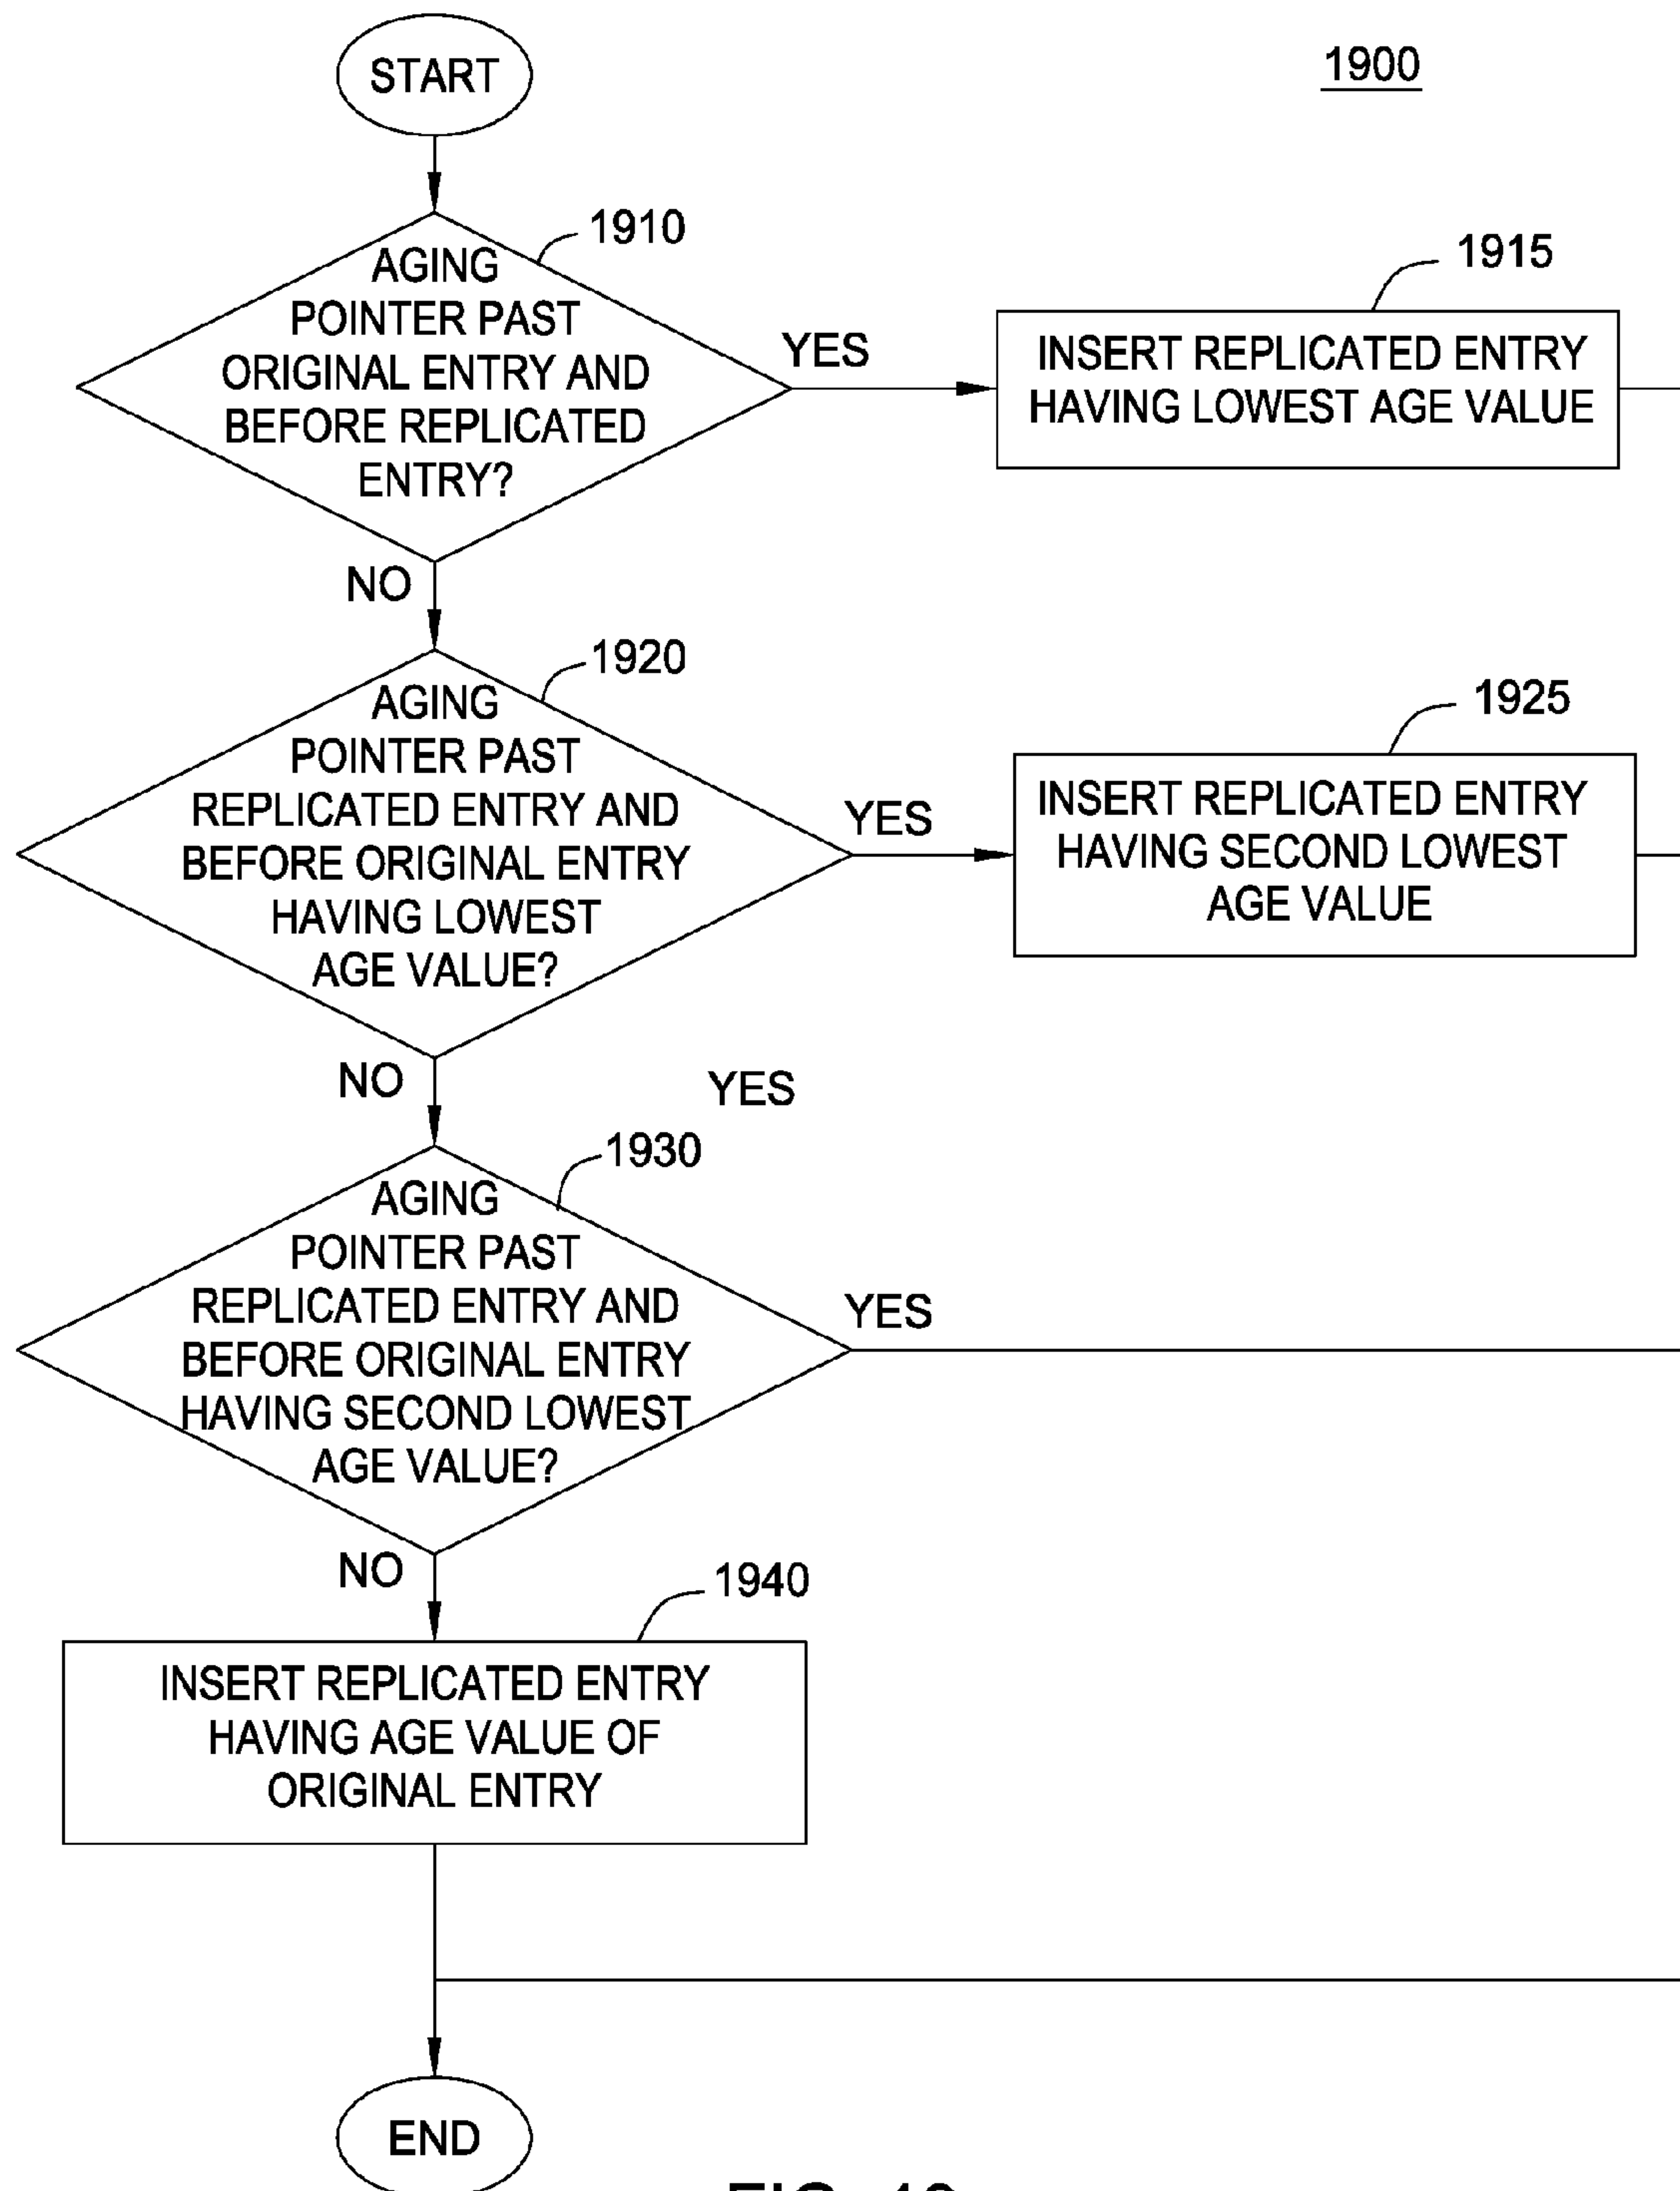 START
1900
1910
AGING
POINTER PAST
ORIGINAL ENTRY AND
BEFORE REPLICATED
ENTRY?
YES
1915
INSERT REPLICATED ENTRY
HAVING LOWEST AGE VALUE
NO
1920
AGING
POINTER PAST
REPLICATED ENTRY AND
BEFORE ORIGINAL ENTRY
HAVING LOWEST
AGE VALUE?
YES
1925
INSERT REPLICATED ENTRY
HAVING SECOND LOWEST
AGE VALUE
NO
YES
1930
AGING
POINTER PAST
REPLICATED ENTRY AND
BEFORE ORIGINAL ENTRY
HAVING SECOND LOWEST
AGE VALUE?
YES
NO
1940
INSERT REPLICATED ENTRY
HAVING AGE VALUE OF
ORIGINAL ENTRY
END
FIG. 19